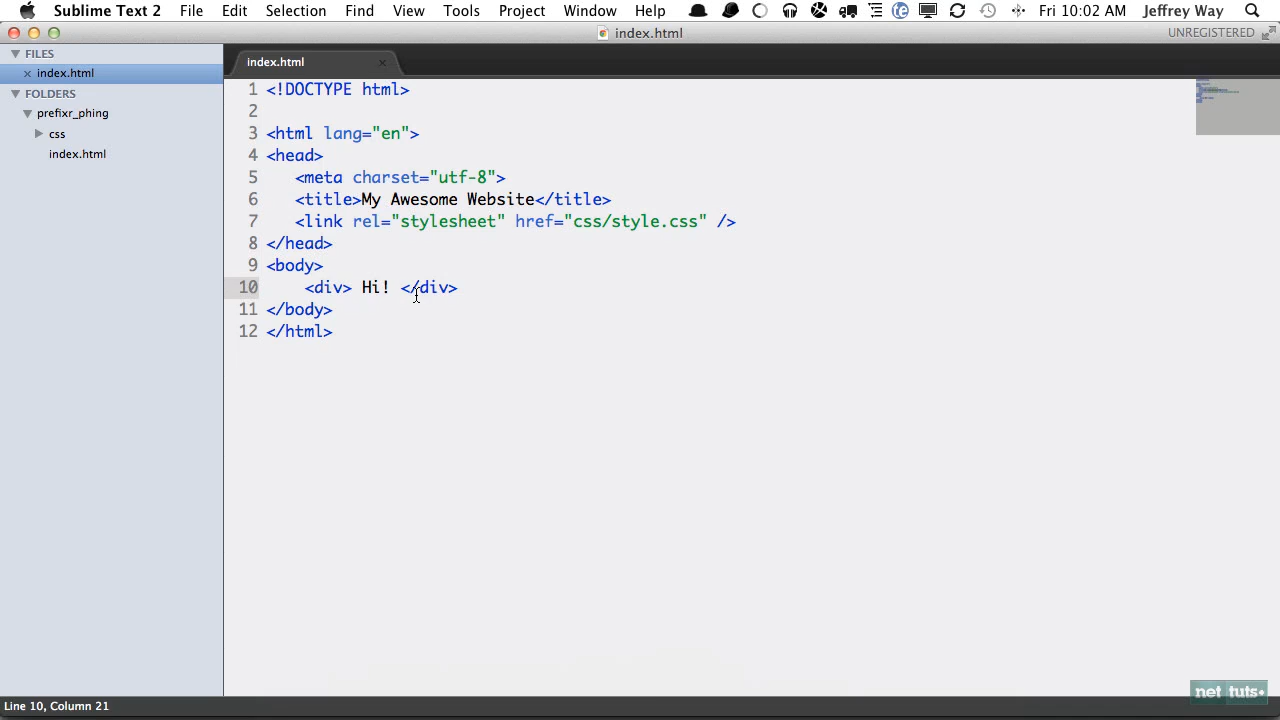 Sublime Text 2 File Edit Selection Find View Tools Project Window Help Fri 10:02 AM Jeffrey Way
index.html UNREGISTERED
FILES
index.html
FOLDERS
prefixr_phing
css
index.html
index.html
1 <!DOCTYPE html>
2
3 <html lang="en">
4 <head>
5 <meta charset="utf-8">
6 <title>My Awesome Website</title>
7 <link rel="stylesheet" href="css/style.css" />
8 </head>
9 <body>
10 <div> Hi! </div>
11 </body>
12 </html>
Line 10, Column 21
net tuts+